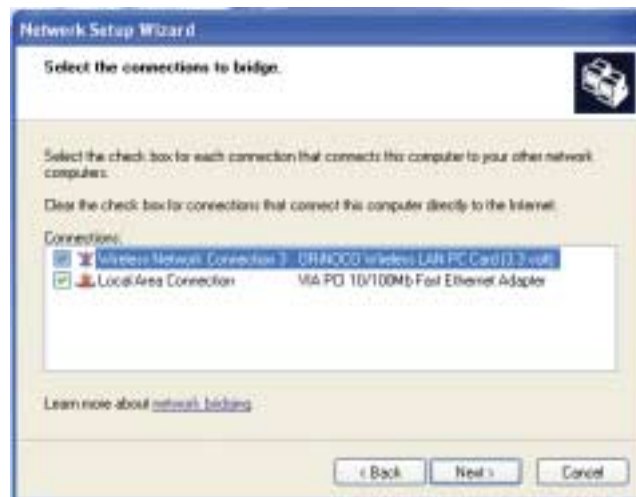 Network Setup Wizard
Select the connections to bridge.
Select the check box for each connection that connects this computer to your other network
computers.
Clear the check box for connections that connect this computer directly to the Internet.
Connections:
Wireless Network Connection 3 ORiNOCO Wireless LAN PC Card (3.3 volt)
Local Area Connection VIA PCI 10/100Mb Fast Ethernet Adapter
Learn more about network bridging.
< Back Next > Cancel